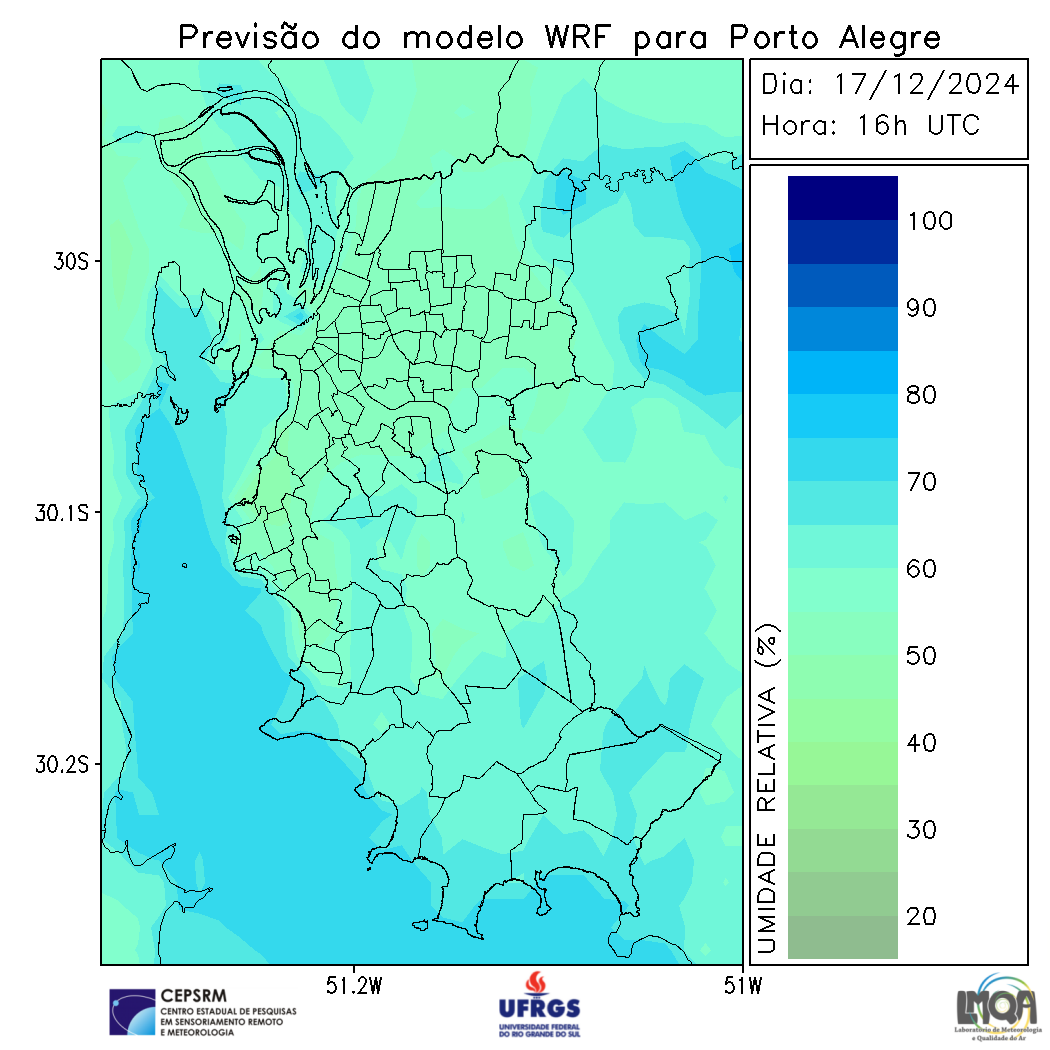 Previsão do modelo WRF para Porto Alegre
Dia: 17/12/2024
Hora: 16h UTC
30S
30.1S
30.2S
51.2W
51W
100
90
80
70
60
50
40
30
20
UMIDADE RELATIVA (%)
CEPSRM
CENTRO ESTADUAL DE PESQUISAS
EM SENSORIAMENTO REMOTO
E METEOROLOGIA
UFRGS
UNIVERSIDADE FEDERAL
DO RIO GRANDE DO SUL
LMQA
Laboratório de Meteorologia
e Qualidade do Ar